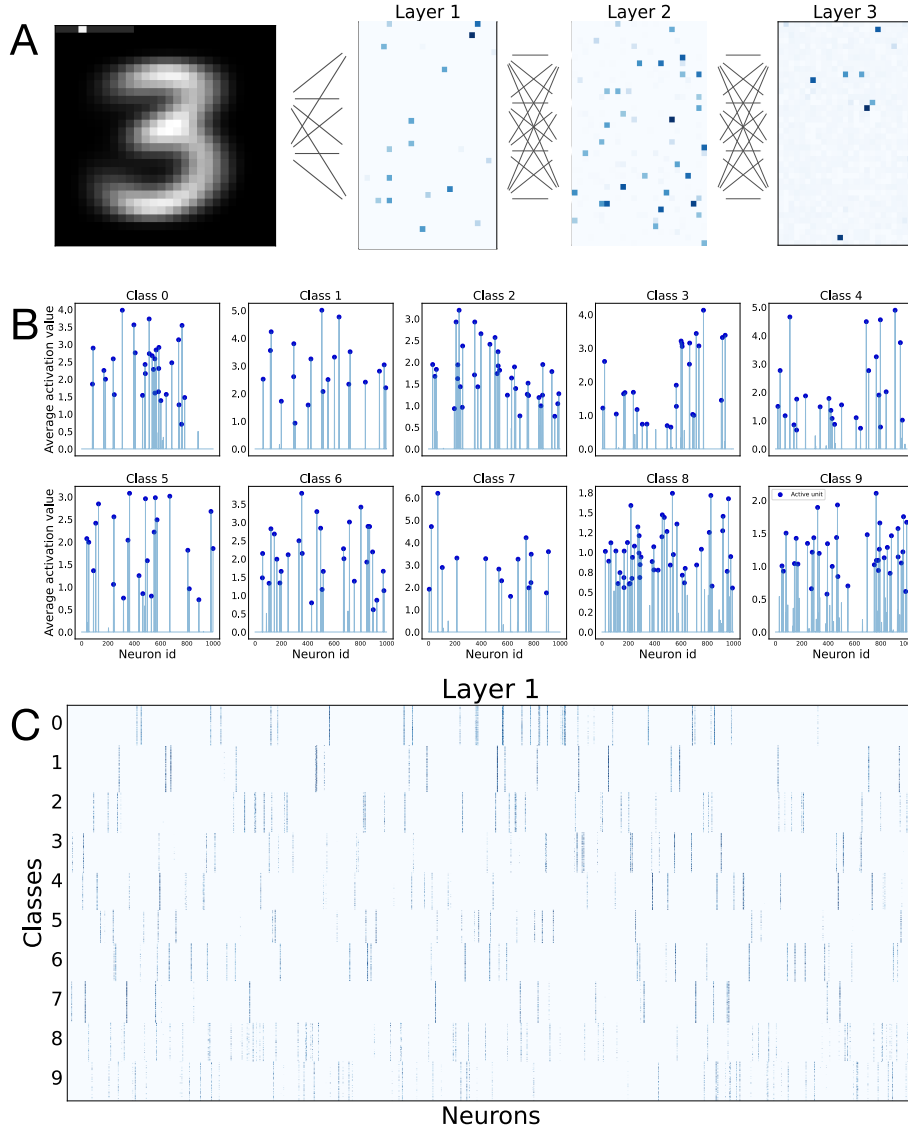 A
Layer 1
Layer 2
Layer 3
B
Class 0
Class 1
Class 2
Class 3
Class 4
Average activation value
4.0
3.5
3.0
2.5
2.0
1.5
1.0
0.5
0.0
5.0
4.0
3.0
2.0
1.0
0.0
3.0
2.5
2.0
1.5
1.0
0.5
0.0
4.0
3.5
3.0
2.5
2.0
1.5
1.0
0.5
0.0
5.0
4.0
3.0
2.0
1.0
0.0
Class 5
Class 6
Class 7
Class 8
Class 9
Average activation value
3.0
2.5
2.0
1.5
1.0
0.5
0.0
3.5
3.0
2.5
2.0
1.5
1.0
0.5
0.0
6.0
5.0
4.0
3.0
2.0
1.0
0.0
1.8
1.5
1.2
1.0
0.8
0.5
0.2
0.0
Active unit
2.0
1.5
1.0
0.5
0.0
0 200 400 600 800 1000
0 200 400 600 800 1000
0 200 400 600 800 1000
0 200 400 600 800 1000
0 200 400 600 800 1000
Neuron id
Neuron id
Neuron id
Neuron id
Neuron id
C
Layer 1
Classes
0
1
2
3
4
5
6
7
8
9
Neurons